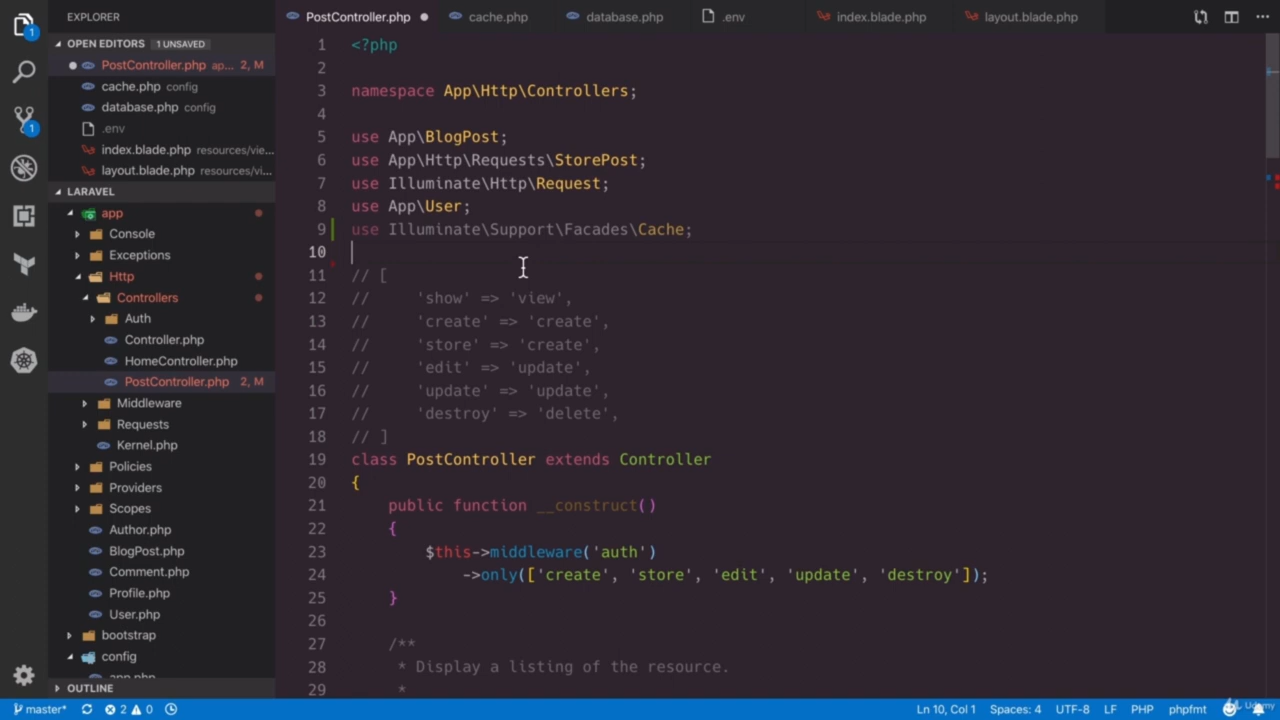 EXPLORER
PostController.php
cache.php
database.php
.env
index.blade.php
layout.blade.php
OPEN EDITORS 1 UNSAVED
PostController.php ap... 2, M
cache.php config
database.php config
.env
index.blade.php resources/vie...
layout.blade.php resources/vi...
LARAVEL
app
Console
Exceptions
Http
Controllers
Auth
Controller.php
HomeController.php
PostController.php 2, M
Middleware
Requests
Kernel.php
Policies
Providers
Scopes
Author.php
BlogPost.php
Comment.php
Profile.php
User.php
bootstrap
config
app.php
OUTLINE
1 <?php
2
3 namespace App\Http\Controllers;
4
5 use App\BlogPost;
6 use App\Http\Requests\StorePost;
7 use Illuminate\Http\Request;
8 use App\User;
9 use Illuminate\Support\Facades\Cache;
10
11 // [
12 //     'show' => 'view',
13 //     'create' => 'create',
14 //     'store' => 'create',
15 //     'edit' => 'update',
16 //     'update' => 'update',
17 //     'destroy' => 'delete',
18 // ]
19 class PostController extends Controller
20 {
21     public function __construct()
22     {
23         $this->middleware('auth')
24             ->only(['create', 'store', 'edit', 'update', 'destroy']);
25     }
26
27     /**
28      * Display a listing of the resource.
29      *
1
1
master* 2 0
Ln 10, Col 1 Spaces: 4 UTF-8 LF PHP phpfmt
Udemy